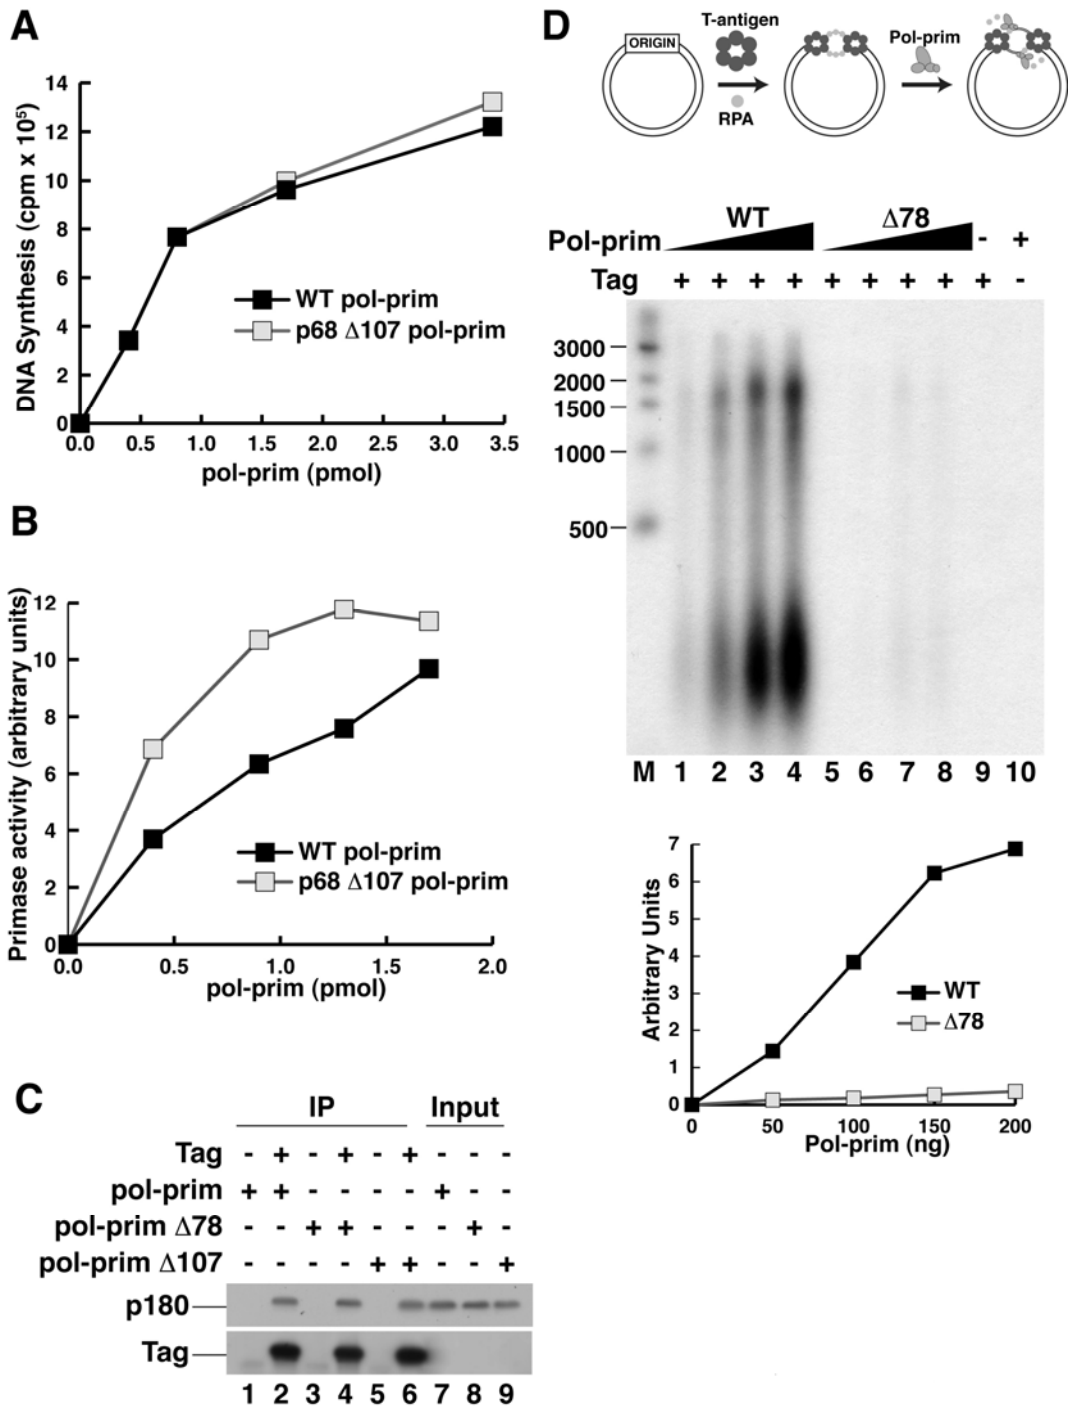 A
DNA Synthesis (cpm x 10⁵)
14
12
10
8
6
4
2
0
0.0 0.5 1.0 1.5 2.0 2.5 3.0 3.5
pol-prim (pmol)
WT pol-prim
p68 Δ107 pol-prim
B
Primase activity (arbitrary units)
12
10
8
6
4
2
0
0.0 0.5 1.0 1.5 2.0
pol-prim (pmol)
WT pol-prim
p68 Δ107 pol-prim
C
IP Input
Tag - + - + - + - - -
pol-prim + + - - - - + - -
pol-prim Δ78 - - + + - - - + -
pol-prim Δ107 - - - - + + - - +
p180
Tag
1 2 3 4 5 6 7 8 9
D
ORIGIN
T-antigen
RPA
Pol-prim
WT Δ78
Pol-prim - +
Tag + + + + + + + + + -
3000
2000
1500
1000
500
M 1 2 3 4 5 6 7 8 9 10
Arbitrary Units
7
6
5
4
3
2
1
0
0 50 100 150 200
Pol-prim (ng)
WT
Δ78